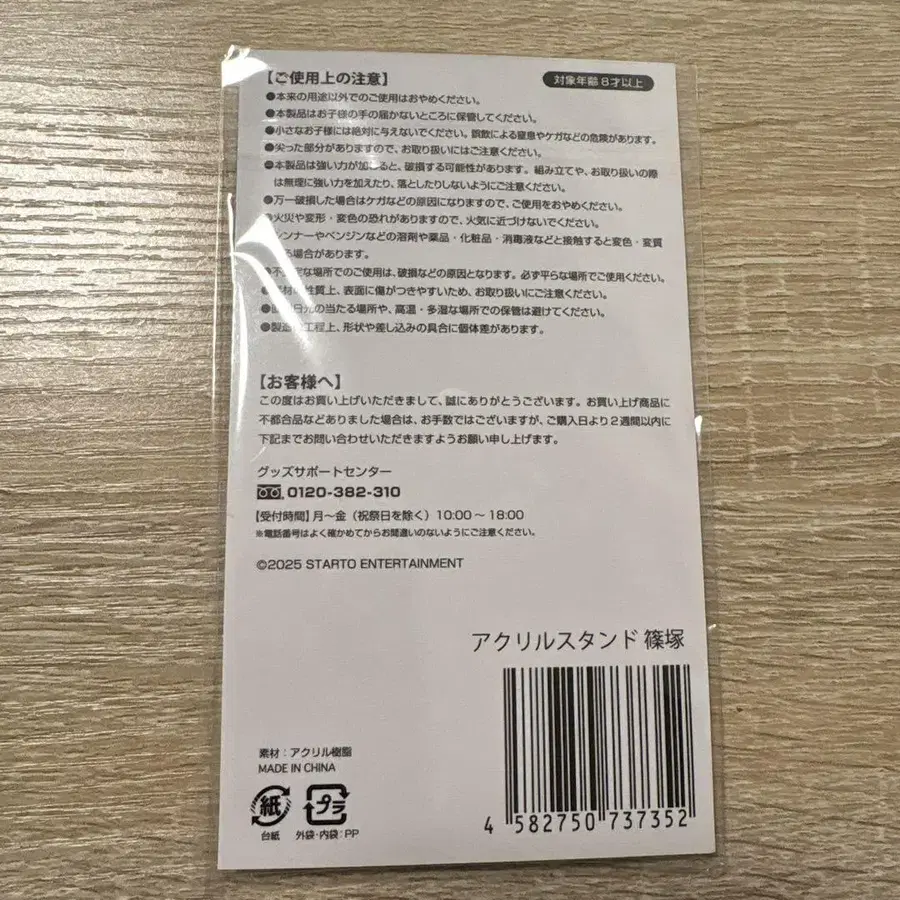 【ご使用上の注意】
対象年齢 8才以上
●本来の用途以外でのご使用はおやめください。
●本製品はお子様の手の届かないところに保管してください。
●小さなお子様には絶対に与えないでください。誤飲による窒息やケガなどの危険があります。
●尖った部分がありますので、お取り扱いにはご注意ください。
●本製品は強い力が加わると、破損する可能性があります。組み立てや、お取り扱いの際
は無理に強い力を加えたり、落としたりしないようにご注意ください。
●万一破損した場合はケガなどの原因になりますので、ご使用をおやめください。
●火災や変形・変色の恐れがありますので、火気に近づけないでください。
シンナーやベンジンなどの溶剤や薬品・化粧品・消毒液などと接触すると変色・変質
る場合があります。
●不安定な場所でのご使用は、破損などの原因となります。必ず平らな場所でご使用ください。
●素材の性質上、表面に傷がつきやすいため、お取り扱いにご注意ください。
●直射日光の当たる場所や、高温・多湿な場所での保管は避けてください。
●製造の工程上、形状や差し込みの具合に個体差があります。
【お客様へ】
この度はお買い上げいただきまして、誠にありがとうございます。お買い上げ商品に
不都合品などありました場合は、お手数ではございますが、ご購入日より2週間以内に
下記までお問い合わせいただきますようお願い申し上げます。
グッズサポートセンター
0120-382-310
【受付時間】月〜金（祝祭日を除く）10:00〜18:00
※電話番号はよく確かめてからお間違いのないようにご注意ください。
©2025 STARTO ENTERTAINMENT
アクリルスタンド 篠塚
素材：アクリル樹脂
MADE IN CHINA
紙
プラ
台紙
外袋・内袋：PP
4 582750 737352